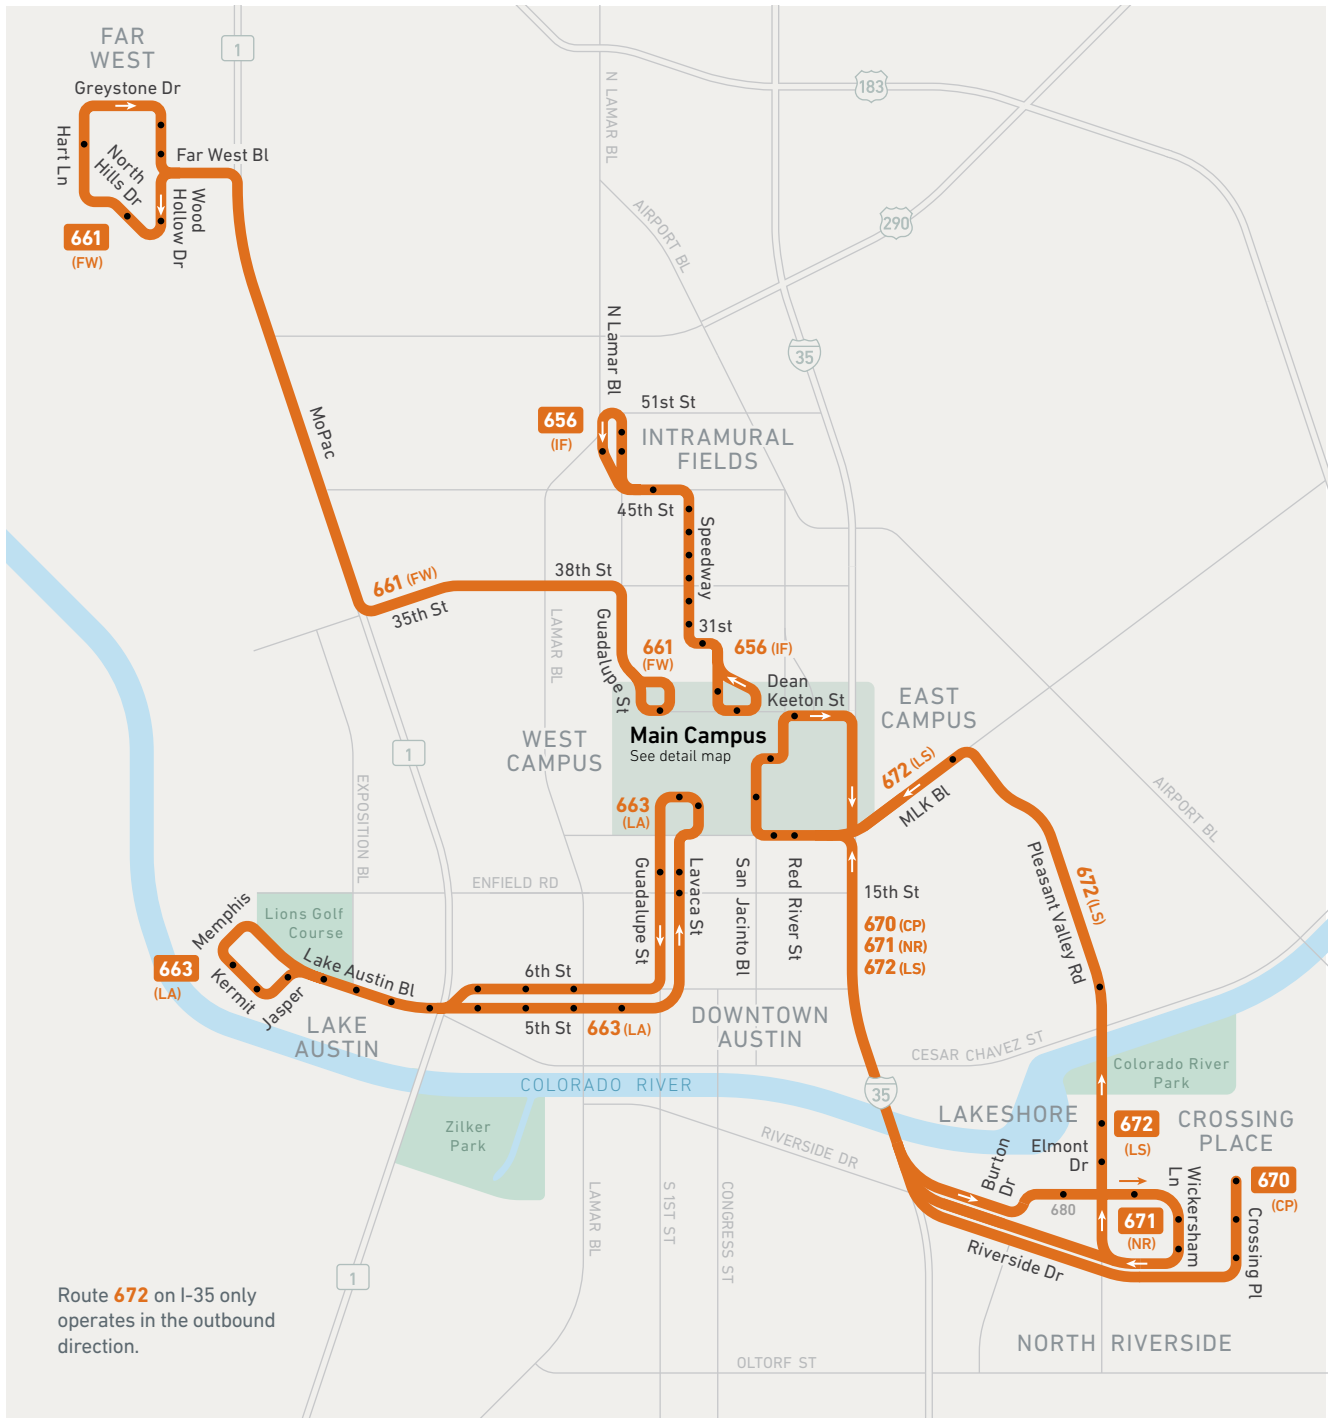 FAR
WEST
1
Greystone Dr
183
N LAMAR BL
Hart Ln
North
Hills Dr
Far West Bl
Wood
Hollow Dr
661
(FW)
AIRPORT BL
290
N Lamar Bl
35
MoPac
656
(IF)
51st St
INTRAMURAL
FIELDS
45th St
Speedway
661 (FW)
38th St
35th St
LAMAR BL
Guadalupe St
31st
661
(FW)
656 (IF)
Dean
Keeton St
EAST
CAMPUS
Main Campus
See detail map
WEST
CAMPUS
1
672 (LS)
MLK Bl
EXPOSITION BL
AIRPORT BL
663
(LA)
Guadalupe St
Lavaca St
San Jacinto Bl
Red River St
Pleasant Valley Rd
672 (LS)
ENFIELD RD
15th St
670 (CP)
671 (NR)
672 (LS)
Lions Golf
Course
Memphis
Kermit
Jasper
Lake Austin Bl
663
(LA)
6th St
5th St
663 (LA)
LAKE
AUSTIN
DOWNTOWN
AUSTIN
CESAR CHAVEZ ST
COLORADO RIVER
35
Colorado River
Park
LAKESHORE
CROSSING
PLACE
Zilker
Park
RIVERSIDE DR
Burton
Dr
Elmont
Dr
672
(LS)
Wickersham
Ln
670
(CP)
680
671
(NR)
Crossing Pl
Riverside Dr
LAMAR BL
S 1ST ST
CONGRESS ST
1
Route 672 on I-35 only
operates in the outbound
direction.
NORTH RIVERSIDE
OLTORF ST